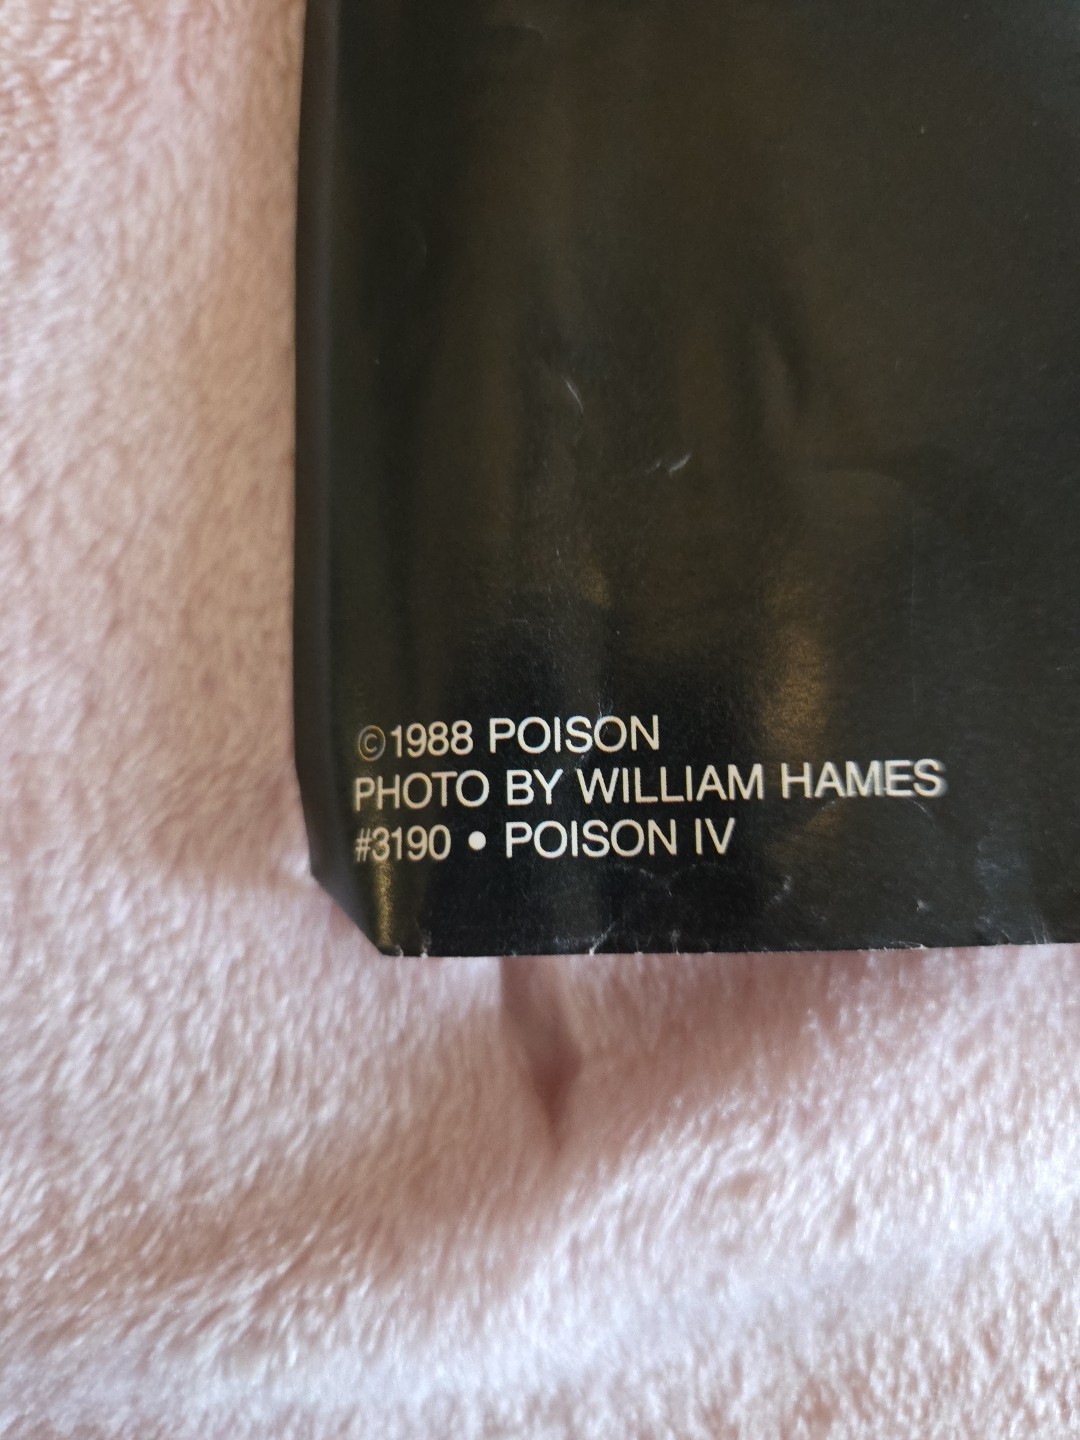 ©1988 POISON
PHOTO BY WILLIAM HAMES
#3190 • POISON IV